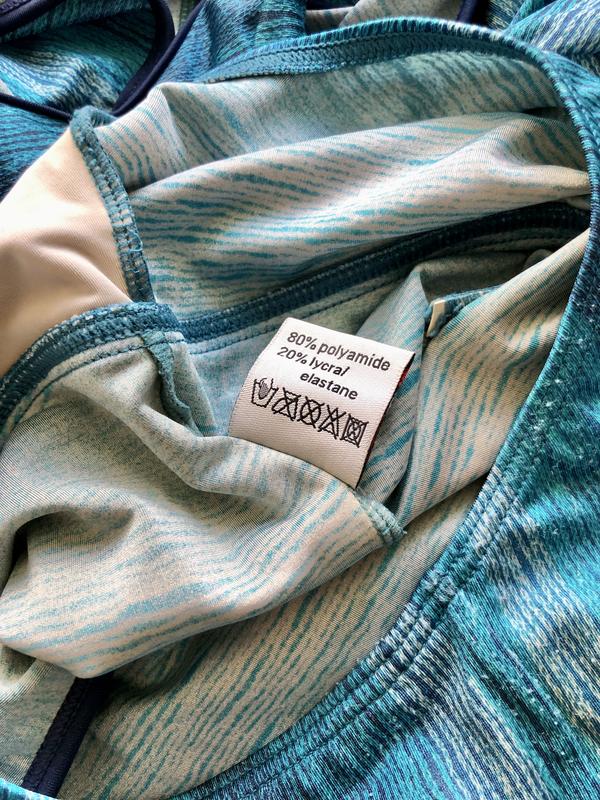 80% polyamide
20% lycra/
elastane